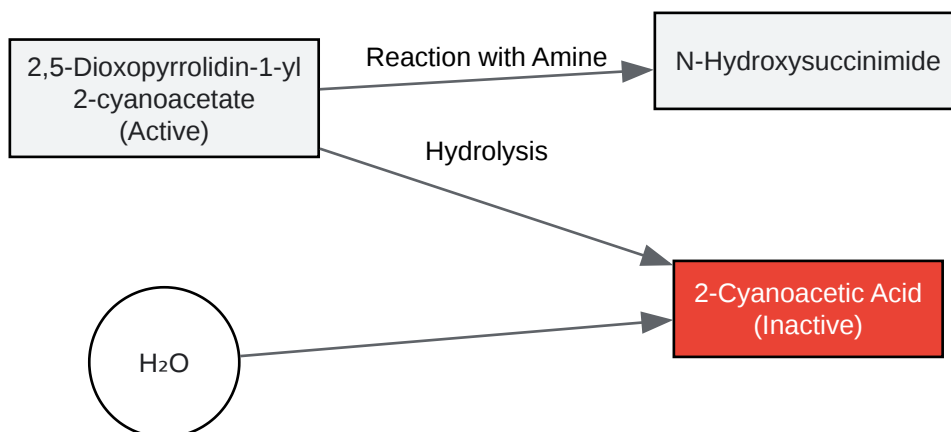 2,5-Dioxopyrrolidin-1-yl
2-cyanoacetate
(Active)
Reaction with Amine
N-Hydroxysuccinimide
Hydrolysis
2-Cyanoacetic Acid
(Inactive)
H₂O